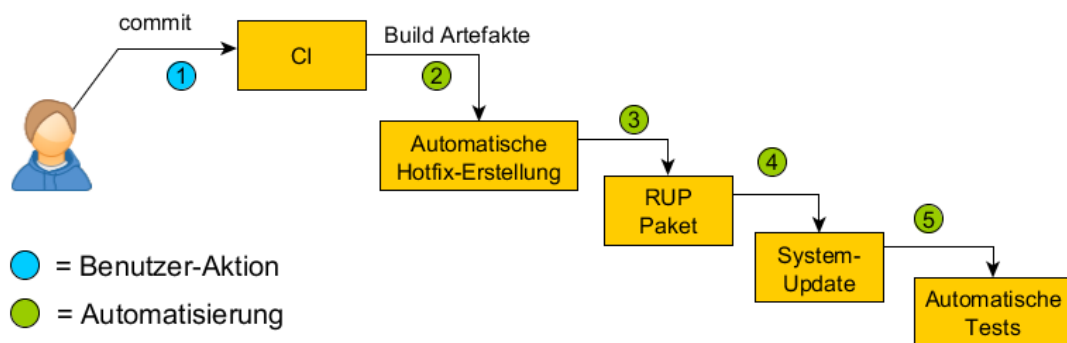 commit
1
CI
Build Artefakte
2
Automatische
Hotfix-Erstellung
3
RUP
Paket
4
System-
Update
5
Automatische
Tests
= Benutzer-Aktion
= Automatisierung